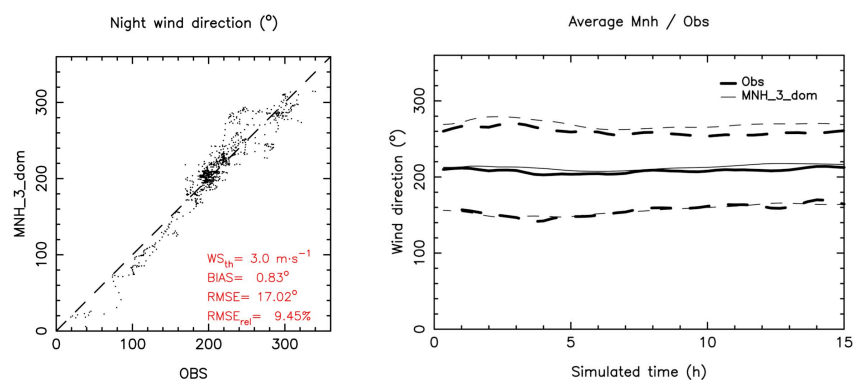 Night wind direction (°)
MNH_3_dom
300
200
100
0
WS_th= 3.0 m·s⁻¹
BIAS= 0.83°
RMSE= 17.02°
RMSE_rel= 9.45%
0 100 200 300
OBS
Average Mnh / Obs
Wind direction (°)
300
200
100
0
Obs
MNH_3_dom
0 5 10 15
Simulated time (h)